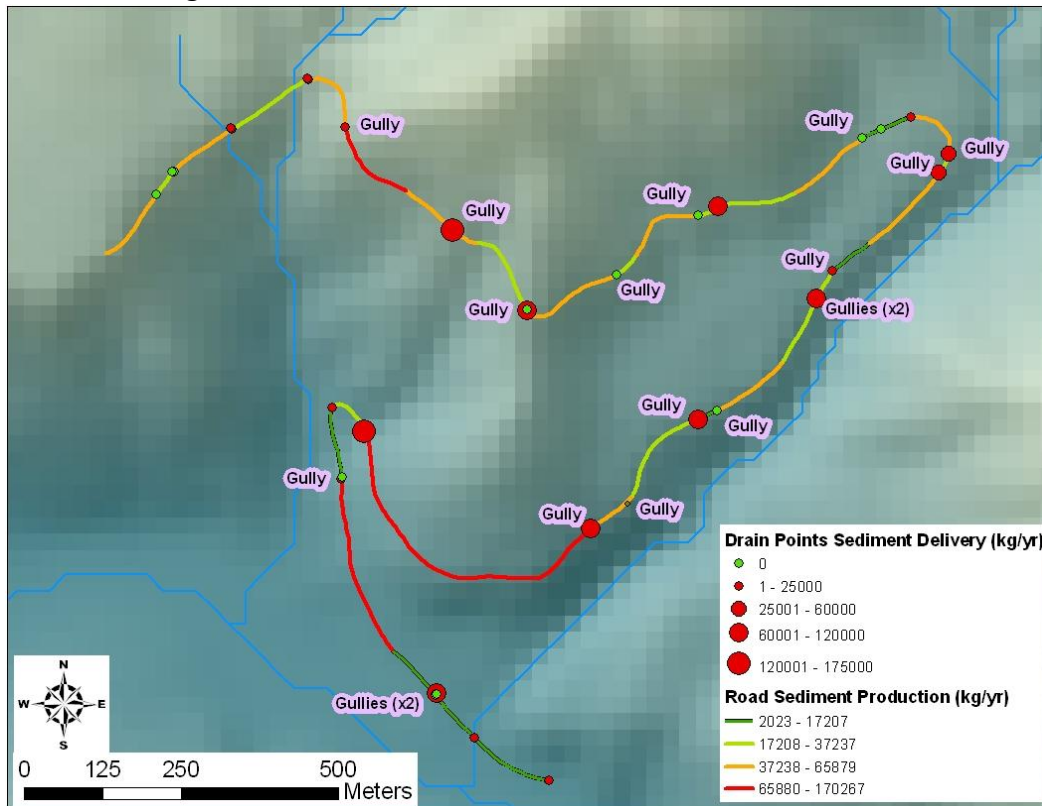 Gully
Gully
Gully
Gully
Gully
Gully
Gully
Gully
Gully
Gullies (x2)
Gully
Gully
Gully
Gully
Gully
Gullies (x2)
Drain Points Sediment Delivery (kg/yr)
0
1 - 25000
25001 - 60000
60001 - 120000
120001 - 175000
Road Sediment Production (kg/yr)
2023 - 17207
17208 - 37237
37238 - 65879
65880 - 170267
N
W E
S
0 125 250 500
Meters